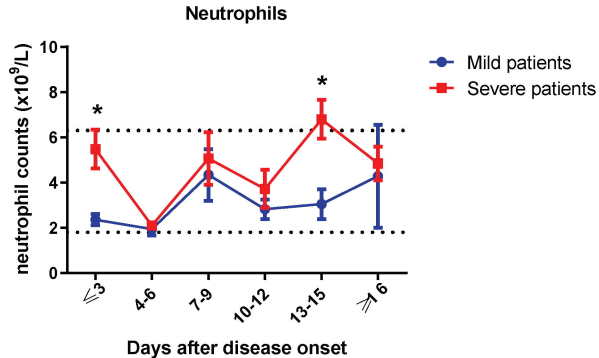 Neutrophils
neutrophil counts (x10⁹/L)
10
8
6
4
2
0
*
*
⩽3
4-6
7-9
10-12
13-15
⩾16
Days after disease onset
Mild patients
Severe patients